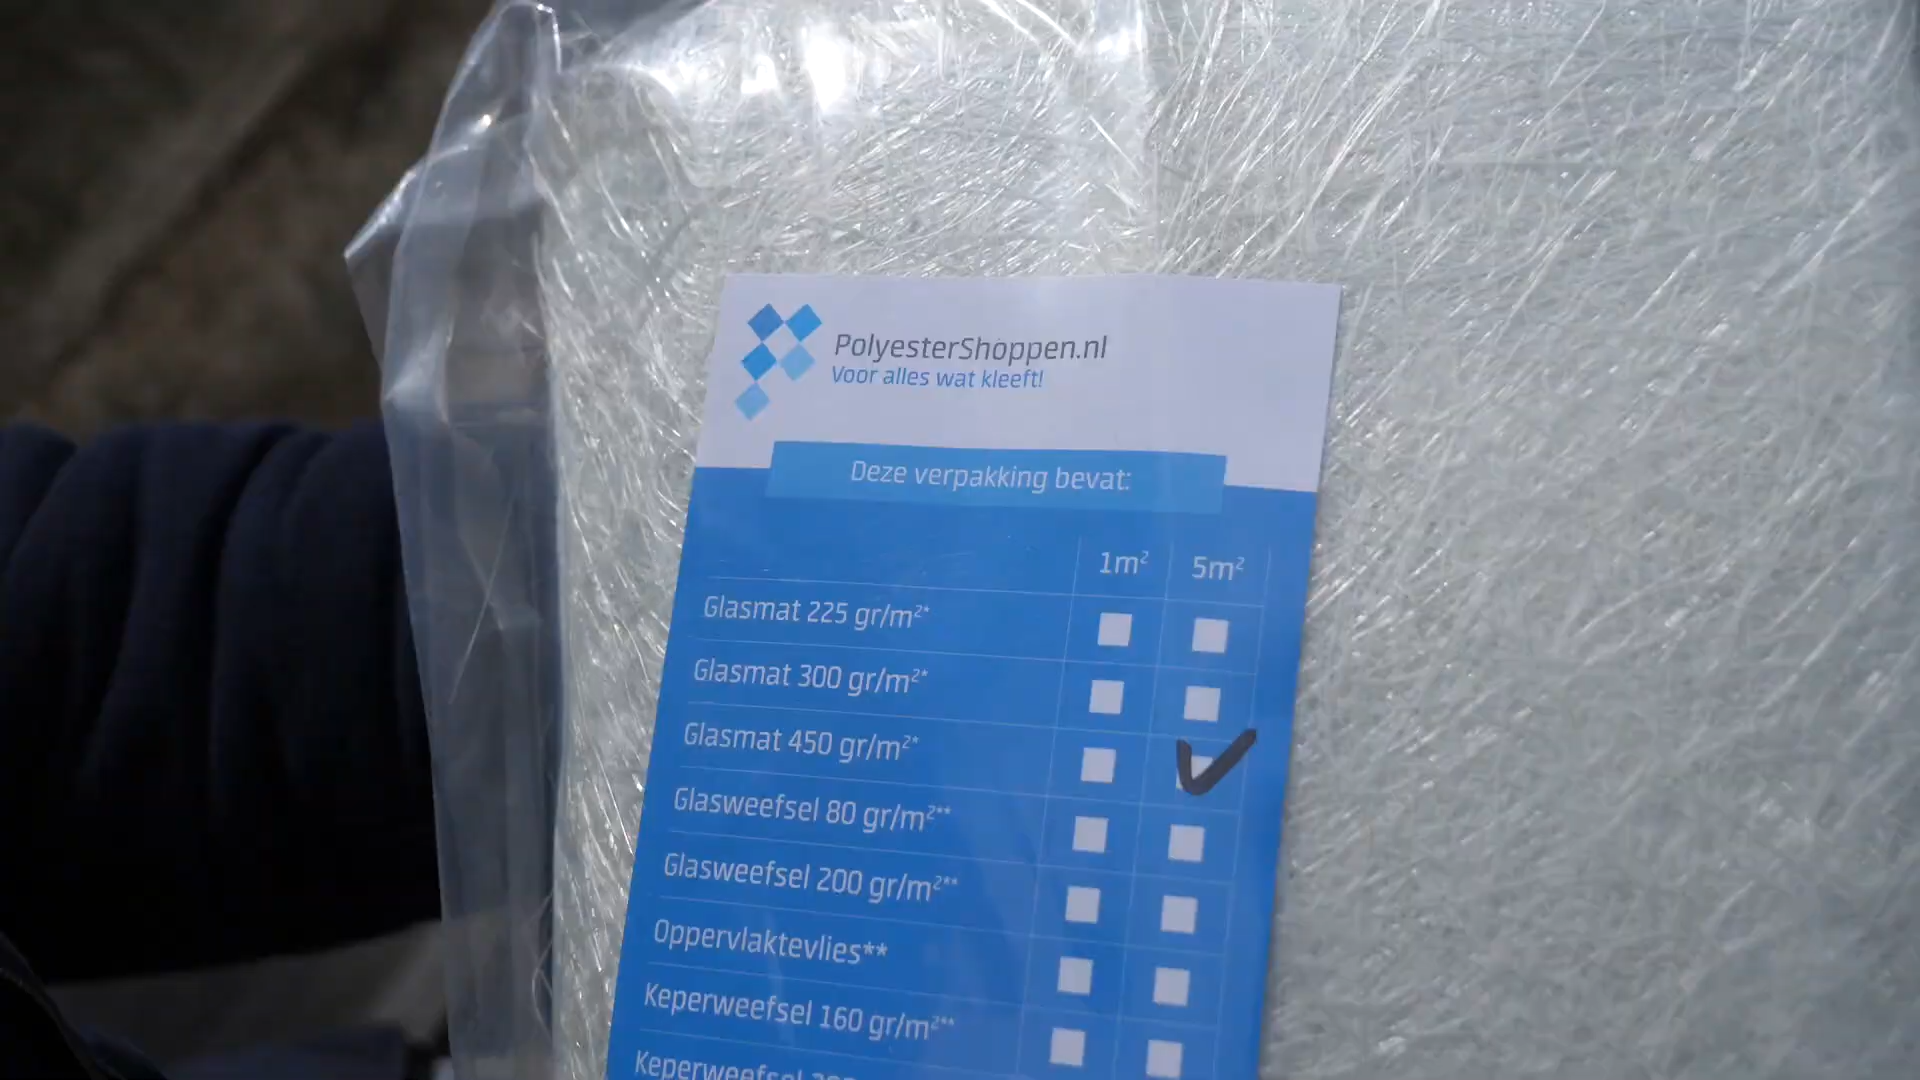 PolyesterShoppen.nl
Voor alles wat kleeft!
Deze verpakking bevat:
1m² 5m²
Glasmat 225 gr/m²*
Glasmat 300 gr/m²*
Glasmat 450 gr/m²*
Glasweefsel 80 gr/m²**
Glasweefsel 200 gr/m²**
Oppervlaktevlies**
Keperweefsel 160 gr/m²**
Keperweefsel